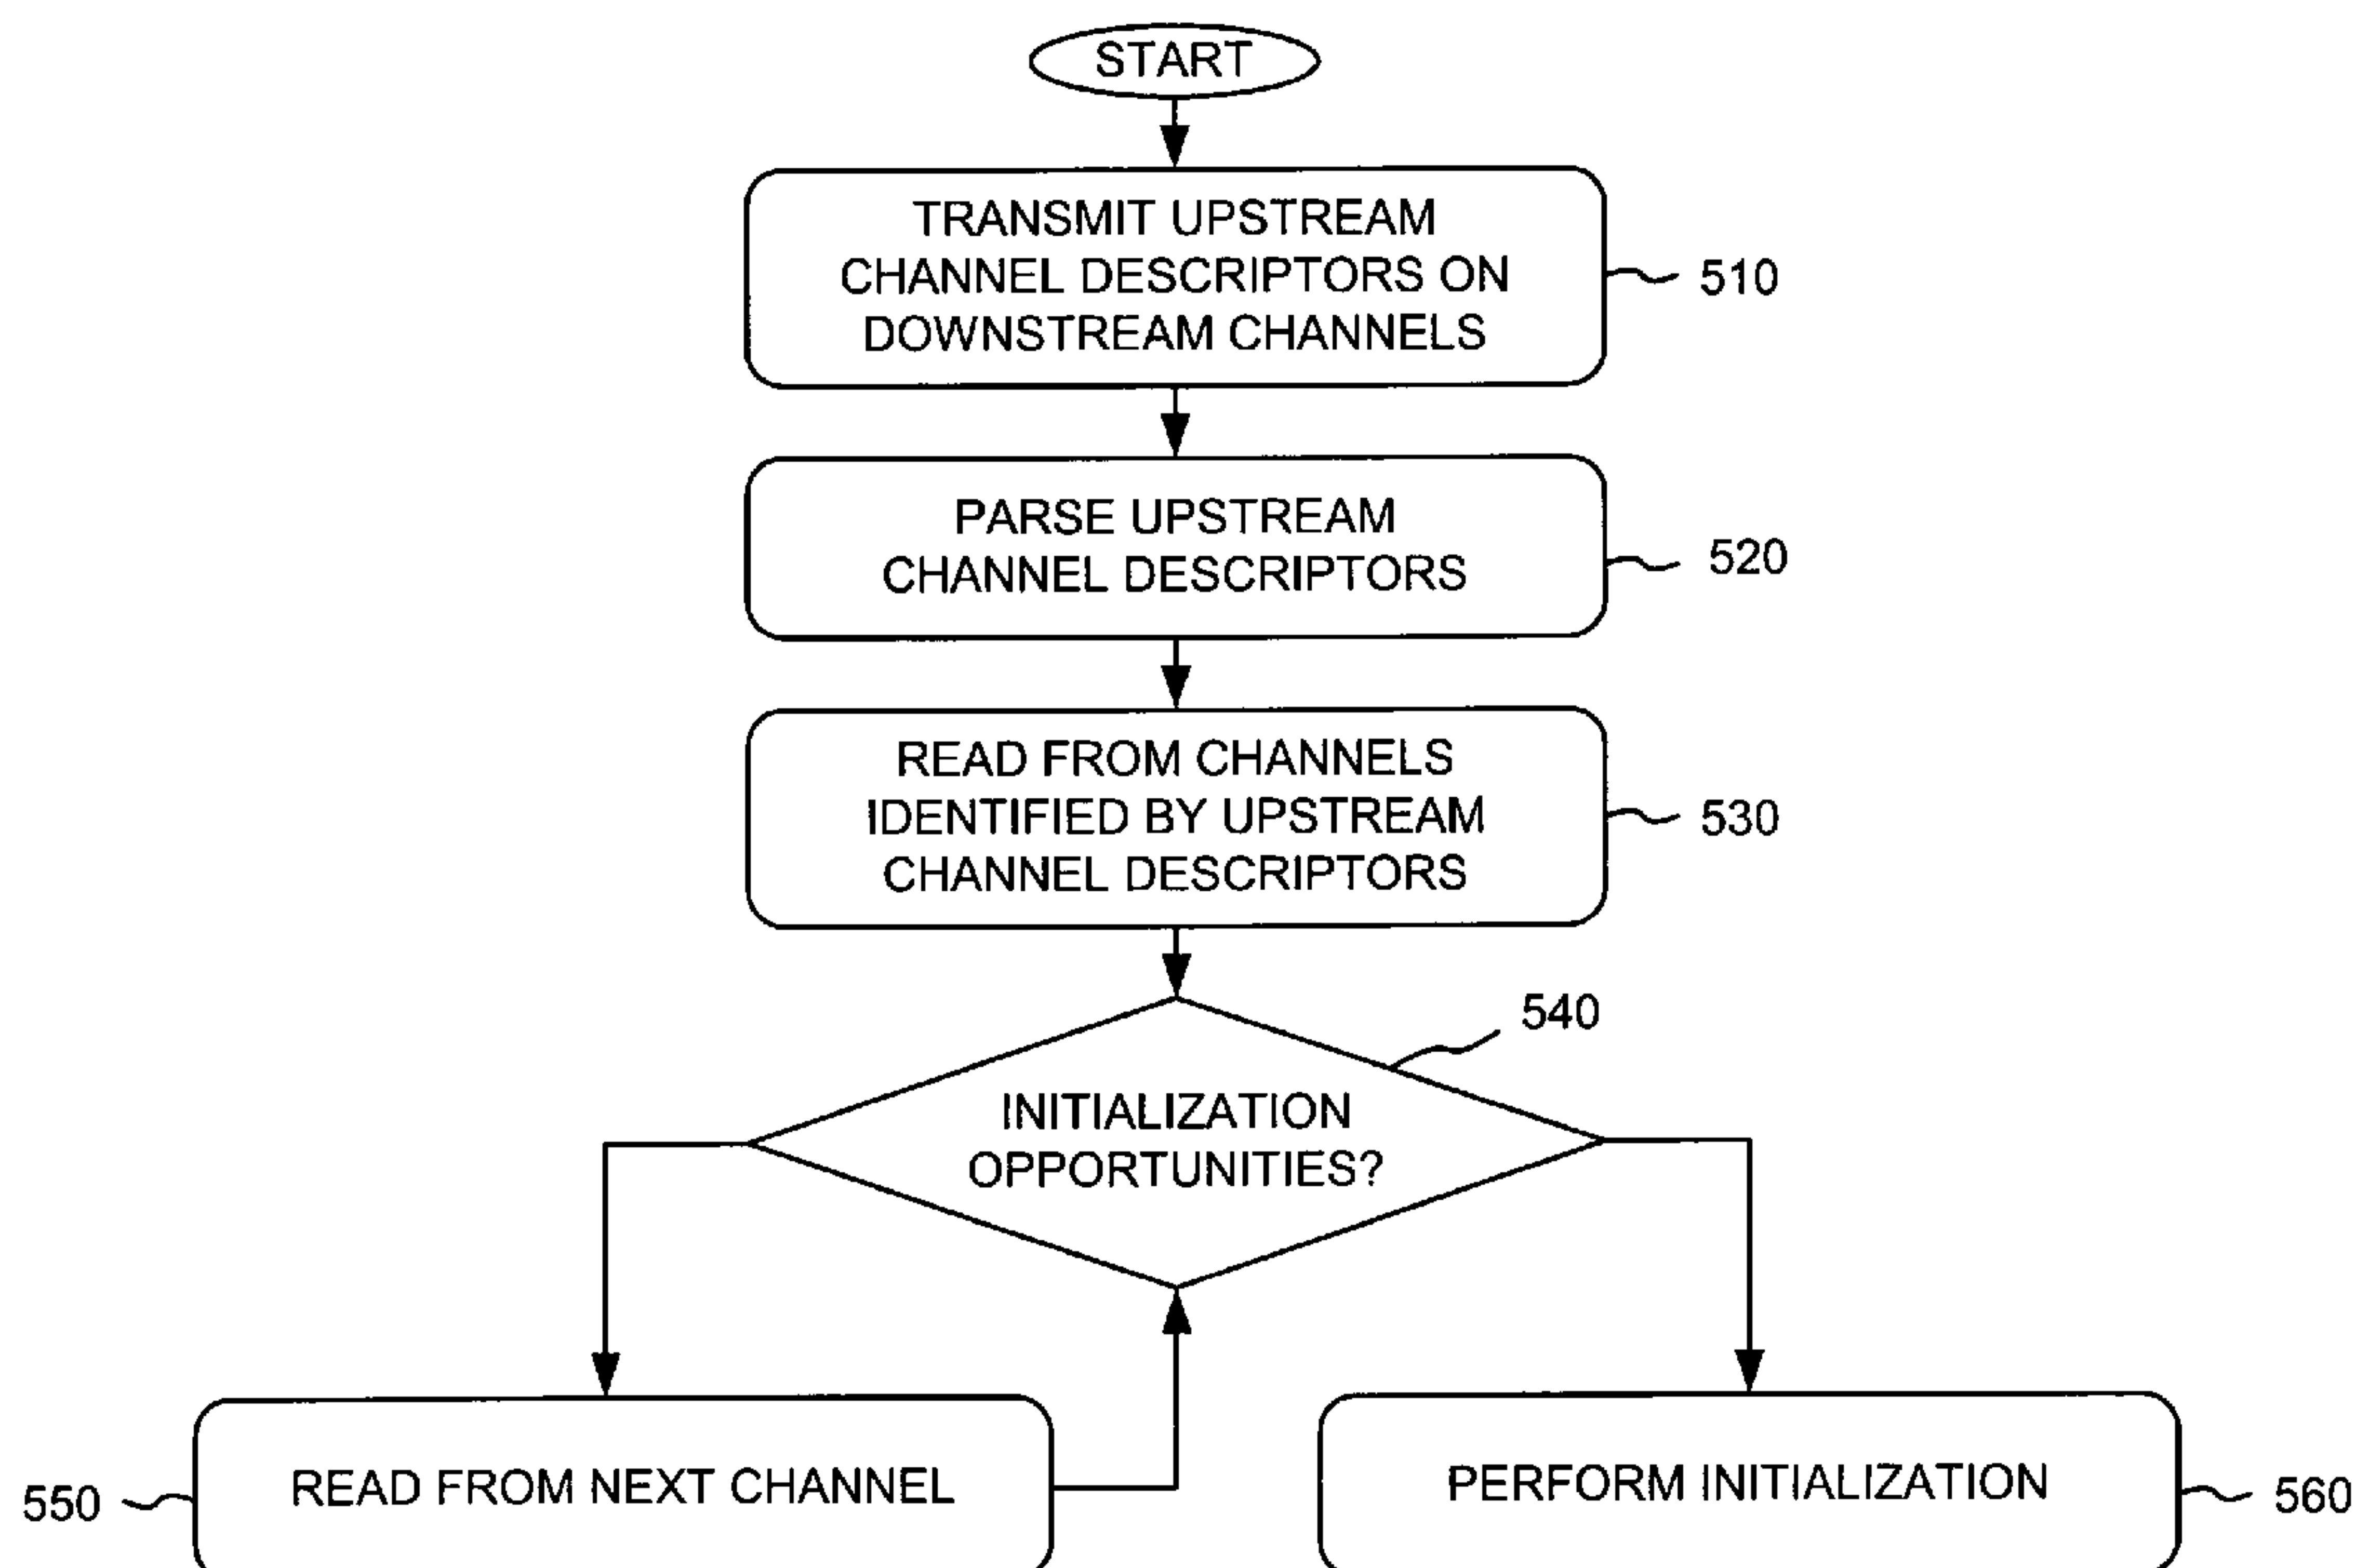 START
TRANSMIT UPSTREAM
CHANNEL DESCRIPTORS ON
DOWNSTREAM CHANNELS
510
PARSE UPSTREAM
CHANNEL DESCRIPTORS
520
READ FROM CHANNELS
IDENTIFIED BY UPSTREAM
CHANNEL DESCRIPTORS
530
540
INITIALIZATION
OPPORTUNITIES?
550
READ FROM NEXT CHANNEL
PERFORM INITIALIZATION
560